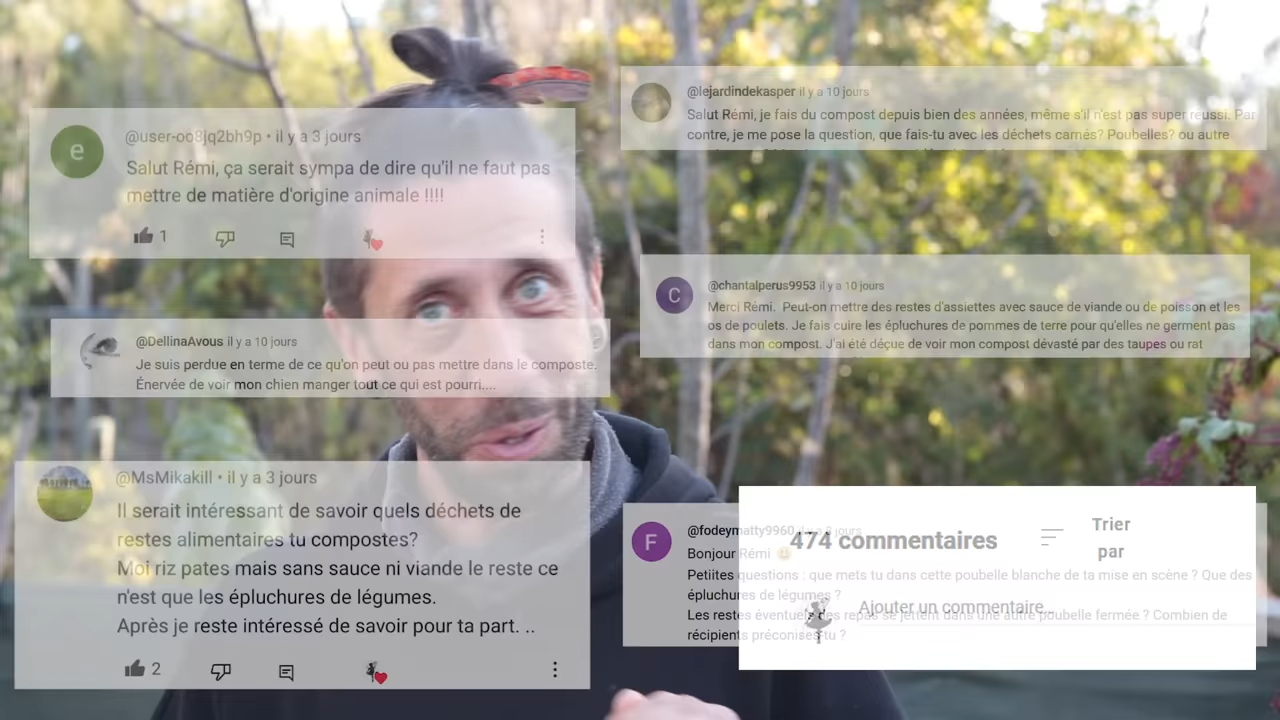 @user-oo8jq2bh9p • il y a 3 jours
Salut Rémi, ça serait sympa de dire qu'il ne faut pas
mettre de matière d'origine animale !!!!
1
@DellinaAvous il y a 10 jours
Je suis perdue en terme de ce qu'on peut ou pas mettre dans le composte.
Énervée de voir mon chien manger tout ce qui est pourri....
@MsMikakill • il y a 3 jours
Il serait intéressant de savoir quels déchets de
restes alimentaires tu compostes?
Moi riz pates mais sans sauce ni viande le reste ce
n'est que les épluchures de légumes.
Après je reste intéressé de savoir pour ta part. ..
2
@lejardindekasper il y a 10 jours
Salut Rémi, je fais du compost depuis bien des années, même s'il n'est pas super réussi. Par
contre, je me pose la question, que fais-tu avec les déchets carnés? Poubelles? ou autre
@chantalperus9953 il y a 10 jours
Merci Rémi. Peut-on mettre des restes d'assiettes avec sauce de viande ou de poisson et les
os de poulets. Je fais cuire les épluchures de pommes de terre pour qu'elles ne germent pas
dans mon compost. J'ai été déçue de voir mon compost dévasté par des taupes ou rat
@fodeymatty9960 il y a 3 jours
Bonjour Rémi 😃
Petiites questions : que mets tu dans cette poubelle blanche de ta mise en scène ? Que des
épluchures de légumes ?
Les restes éventuels des repas se jettent dans une autre poubelle fermée ? Combien de
récipients préconises-tu ?
474 commentaires
Trier
par
Ajouter un commentaire...